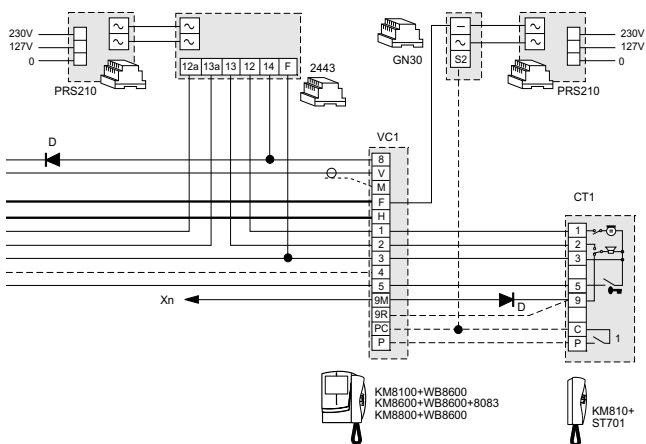 230V
127V
0
PRS210
12a 13a 13 12 14 F
2443
GN30
S2
PRS210
230V
127V
0
D
VC1
8
V
M
F
H
1
2
3
4
5
9M
9R
PC
P
Xn
D
CT1
1
2
3
5
9
C
P
1
KM8100+WB8600
KM8600+WB8600+8083
KM8800+WB8600
KM810+
ST701